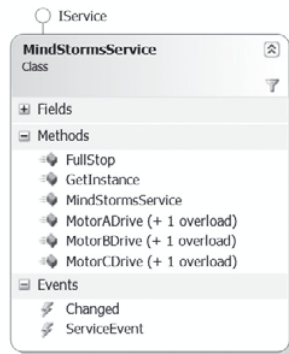 IService
MindStormsService
Class
Fields
Methods
FullStop
GetInstance
MindStormsService
MotorADrive (+ 1 overload)
MotorBDrive (+ 1 overload)
MotorCDrive (+ 1 overload)
Events
Changed
ServiceEvent